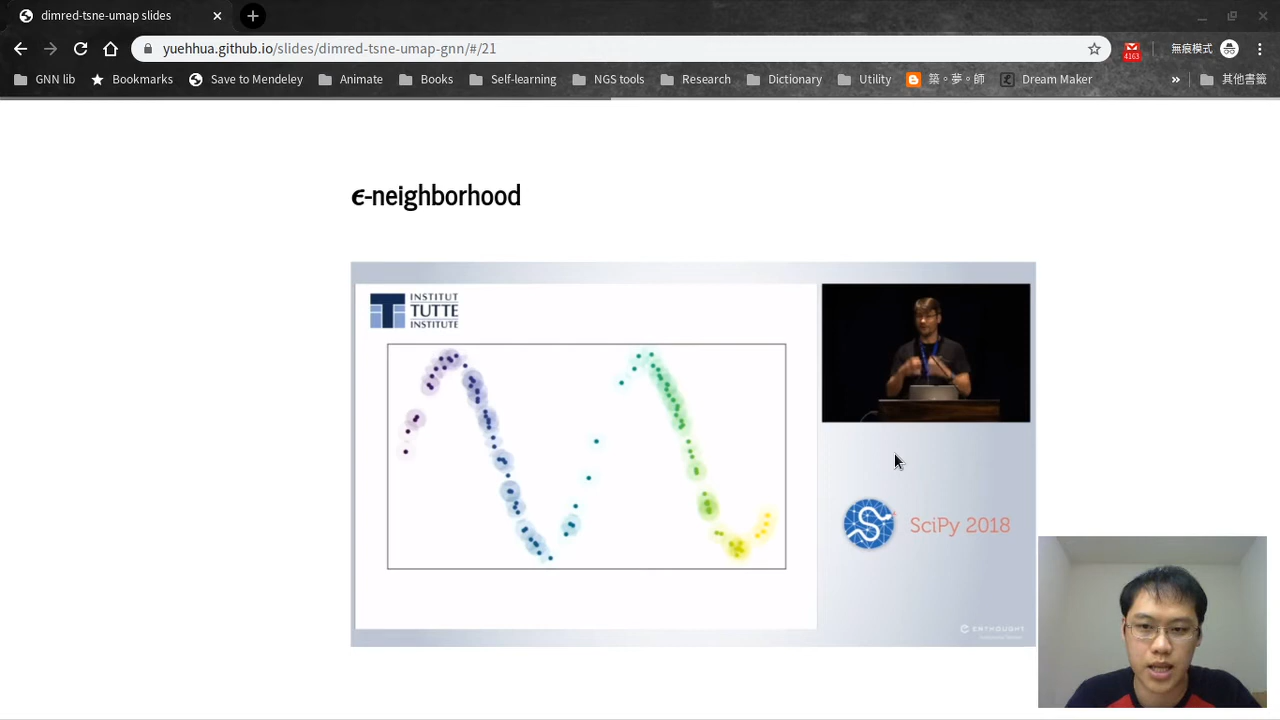 dimred-tsne-umap slides
yuehhua.github.io/slides/dimred-tsne-umap-gnn/#/21
4163
無痕模式
GNN lib
Bookmarks
Save to Mendeley
Animate
Books
Self-learning
NGS tools
Research
Dictionary
Utility
築。夢。師
Dream Maker
»
其他書籤
ϵ-neighborhood
INSTITUT
TUTTE
INSTITUTE
SciPy 2018
ENTHOUGHT